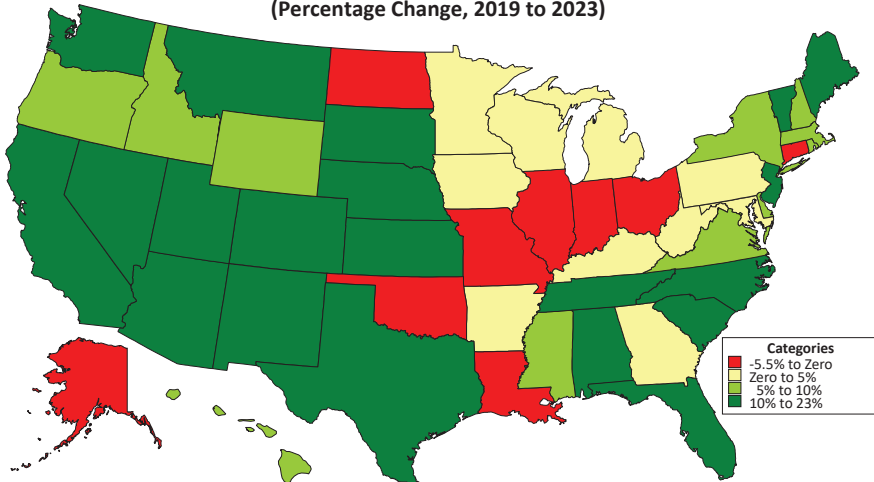 (Percentage Change, 2019 to 2023)
Categories
-5.5% to Zero
Zero to 5%
5% to 10%
10% to 23%